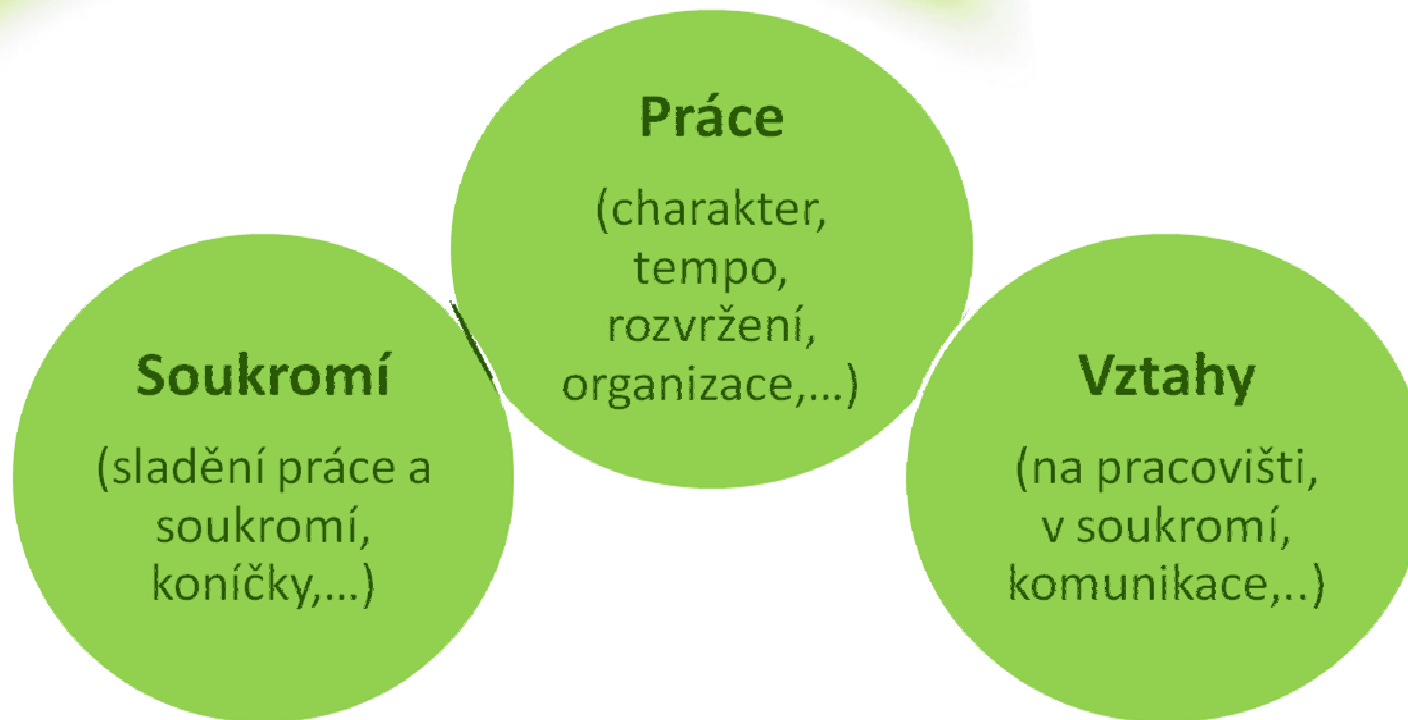 Práce
(charakter,
tempo,
rozvržení,
organizace,...)
Soukromí
(sladění práce a
soukromí,
koníčky,...)
Vztahy
(na pracovišti,
v soukromí,
komunikace,..)